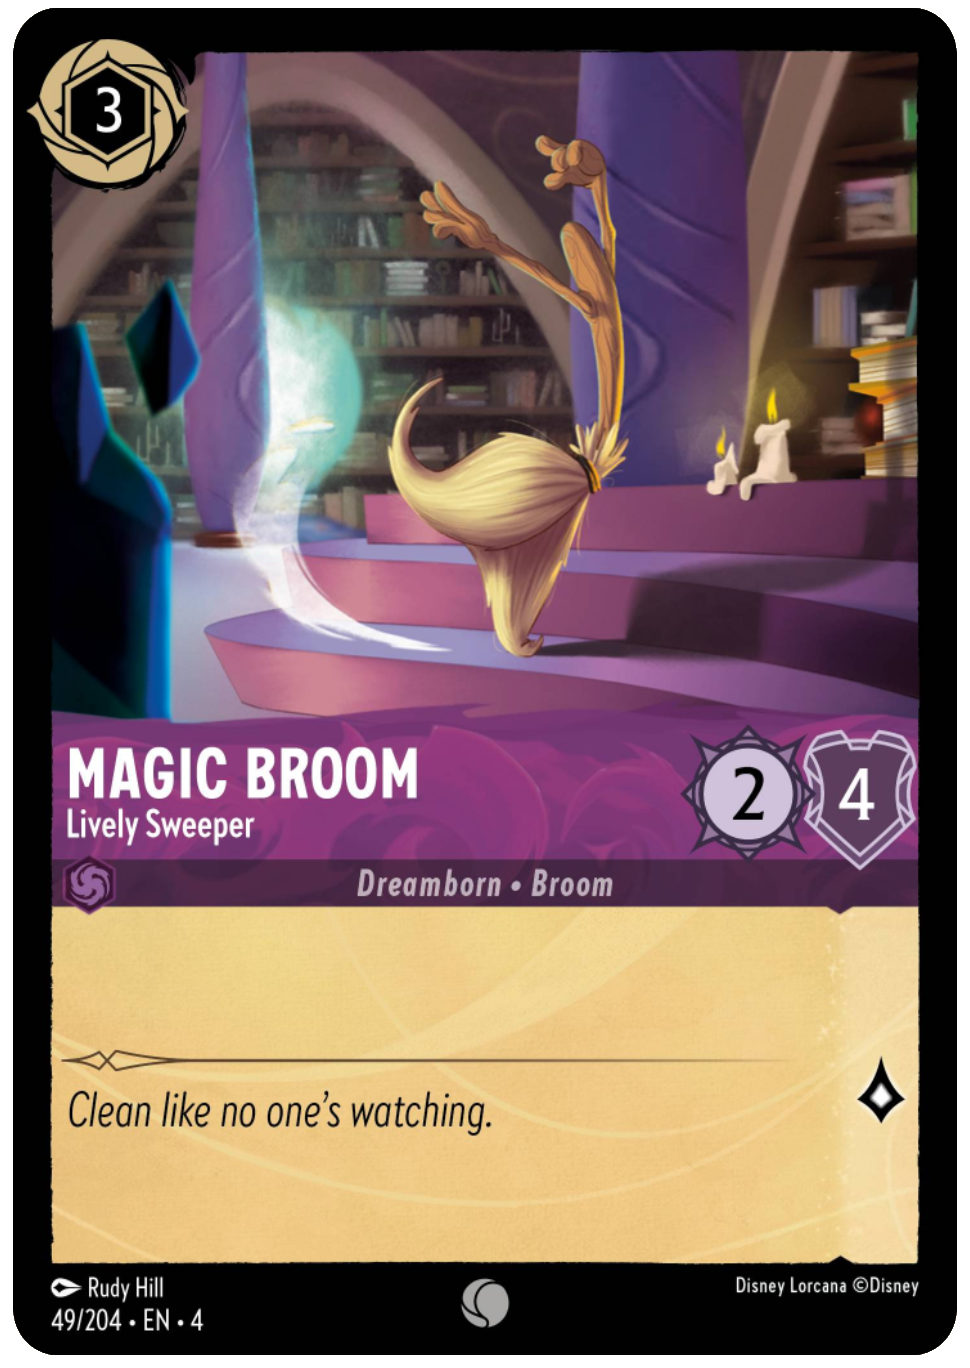 3
MAGIC BROOM
Lively Sweeper
2 4
Dreamborn • Broom
Clean like no one's watching.
Rudy Hill
49/204 • EN • 4
Disney Lorcana ©Disney